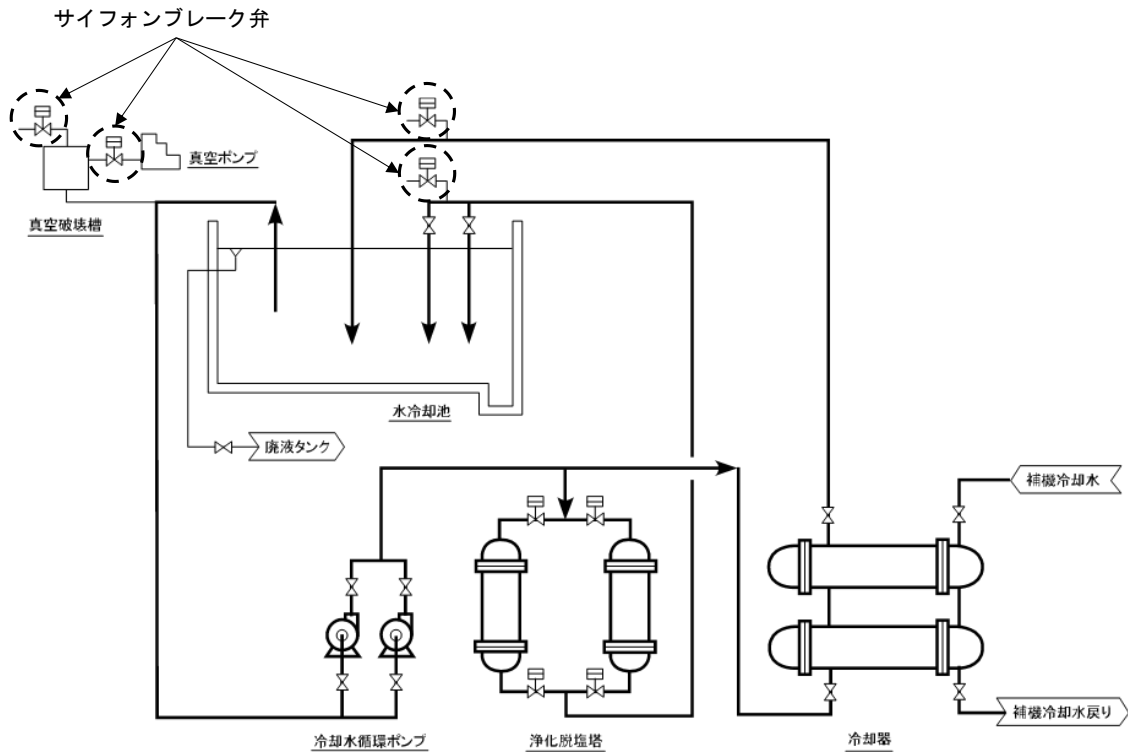 サイフォンブレーク弁
真空ポンプ
真空破壊槽
水冷却池
廃液タンク
補機冷却水
補機冷却水戻り
冷却水循環ポンプ
浄化脱塩塔
冷却器